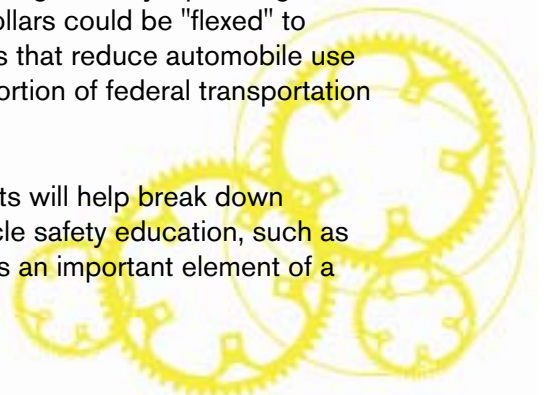 ollars could be "flexed" to
s that reduce automobile use
ortion of federal transportation
ts will help break down
cle safety education, such as
s an important element of a